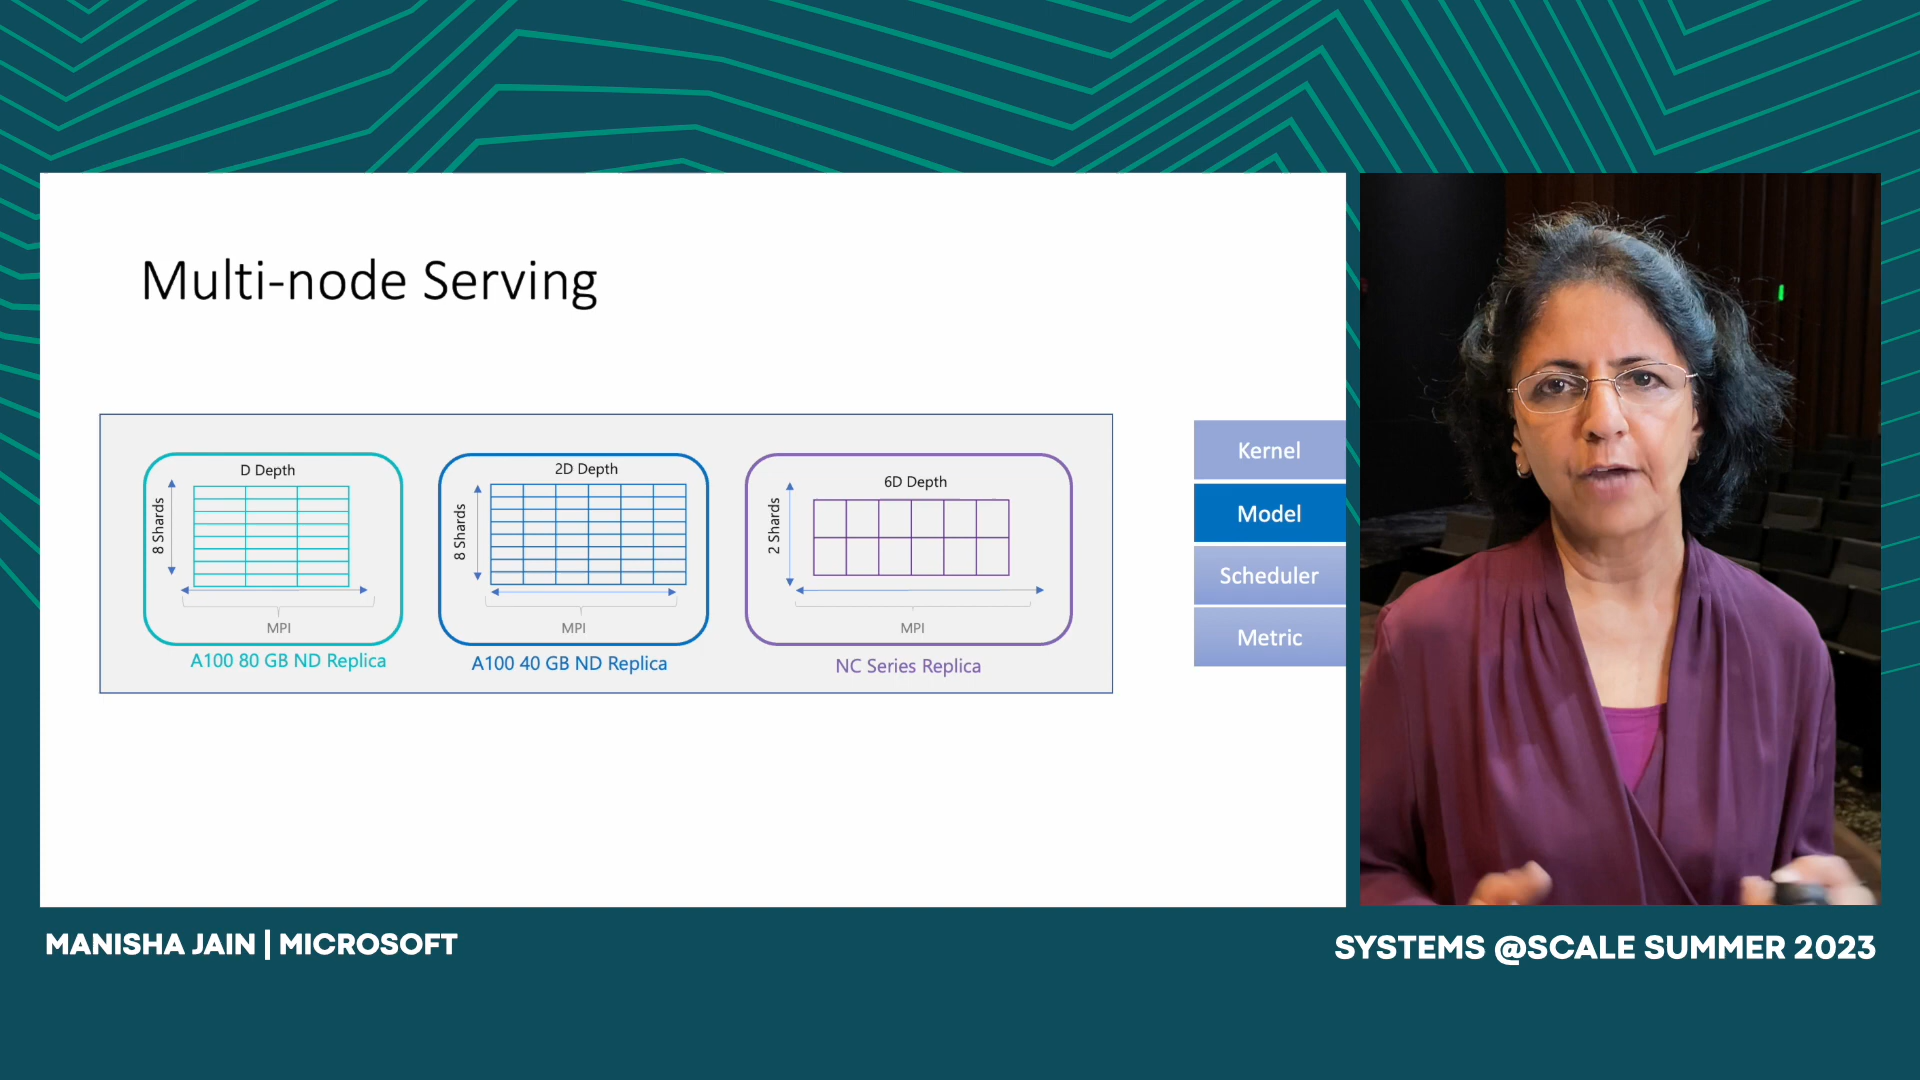 Multi-node Serving
D Depth
8 Shards
MPI
A100 80 GB ND Replica
2D Depth
8 Shards
MPI
A100 40 GB ND Replica
6D Depth
2 Shards
MPI
NC Series Replica
Kernel
Model
Scheduler
Metric
MANISHA JAIN | MICROSOFT
SYSTEMS @SCALE SUMMER 2023